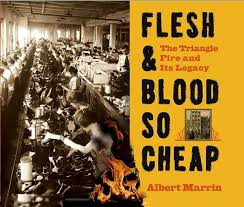 FLESH
& The Triangle
Fire and
Its Legacy
BLOOD
SO
CHEAP
Albert Marrin